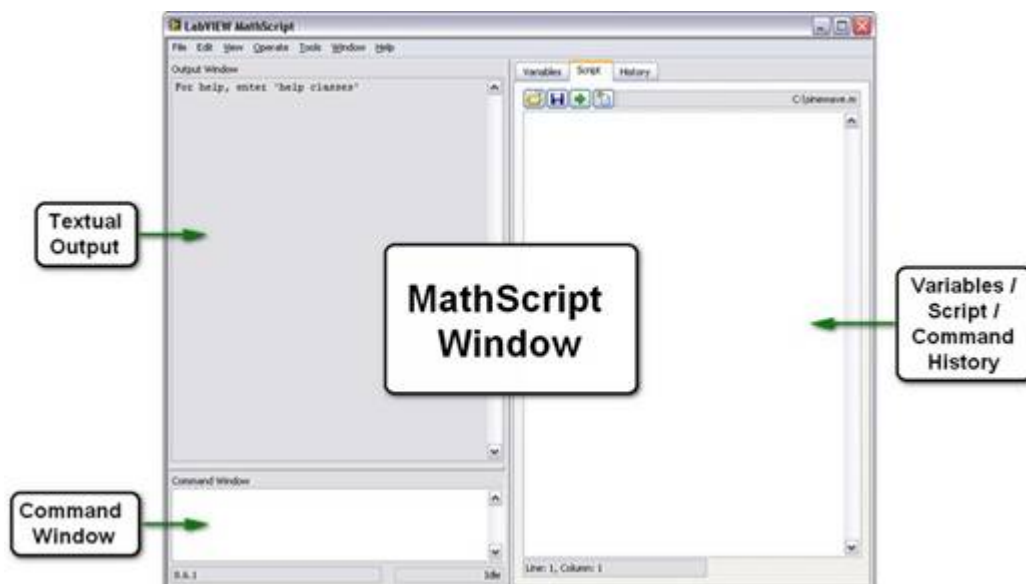 LabVIEW MathScript
File Edit View Operate Tools Window Help
Output Window
For help, enter 'help classes'
Variables Script History
Textual
Output
MathScript
Window
Variables /
Script /
Command
History
Command Window
Command
Window
Idle
Line: 1, Column: 1